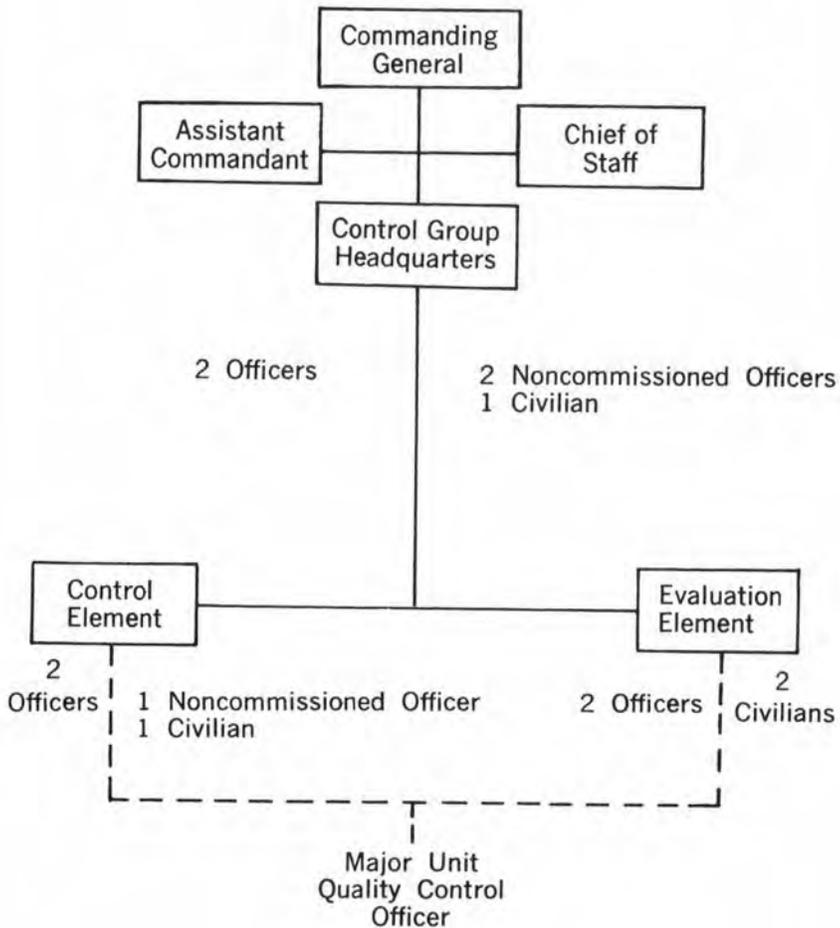 Commanding
General
Assistant
Commandant
Chief of
Staff
Control Group
Headquarters
2 Officers
2 Noncommissioned Officers
1 Civilian
Control
Element
Evaluation
Element
2
Officers
1 Noncommissioned Officer
1 Civilian
2 Officers
2
Civilians
Major Unit
Quality Control
Officer